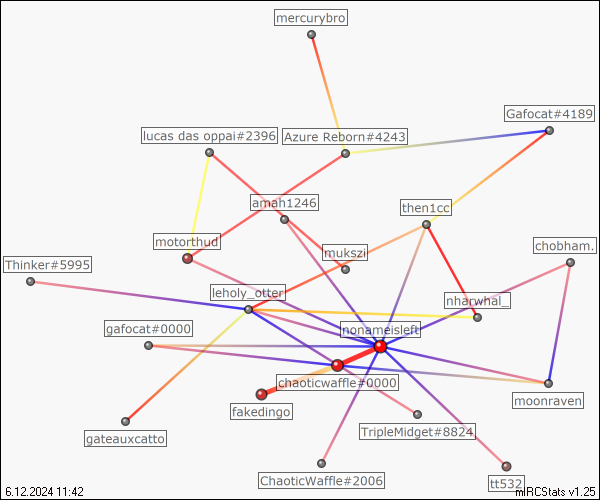 mercurybro
Gafocat#4189
lucas das oppai#2396
Azure Reborn#4243
amah1246
then1cc
motorthud
mukszi
chobham.
Thinker#5995
leholy_otter
nharwhal_
gafocat#0000
nonameisleft
chaoticwaffle#0000
moonraven
fakedingo
TripleMidget#8824
gateauxcatto
ChaoticWaffle#2006
tt532
6.12.2024 11:42
mIRCStats v1.25